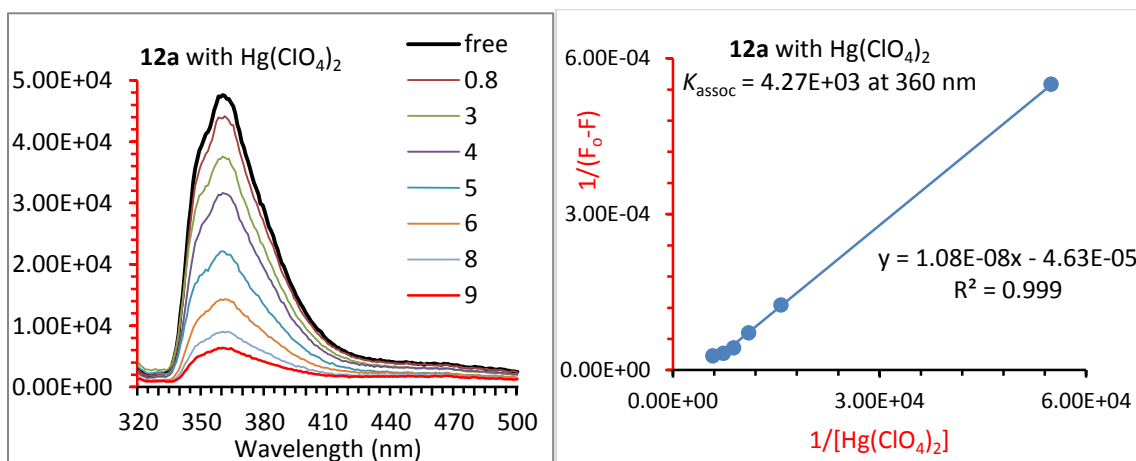 12a with Hg(ClO₄)₂
free
0.8
3
4
5
6
8
9
5.00E+04
4.00E+04
3.00E+04
2.00E+04
1.00E+04
0.00E+00
320 350 380 410 440 470 500
Wavelength (nm)
12a with Hg(ClO₄)₂
Kassoc = 4.27E+03 at 360 nm
6.00E-04
3.00E-04
0.00E+00
1/(Fo-F)
y = 1.08E-08x - 4.63E-05
R² = 0.999
0.00E+00 3.00E+04 6.00E+04
1/[Hg(ClO₄)₂]